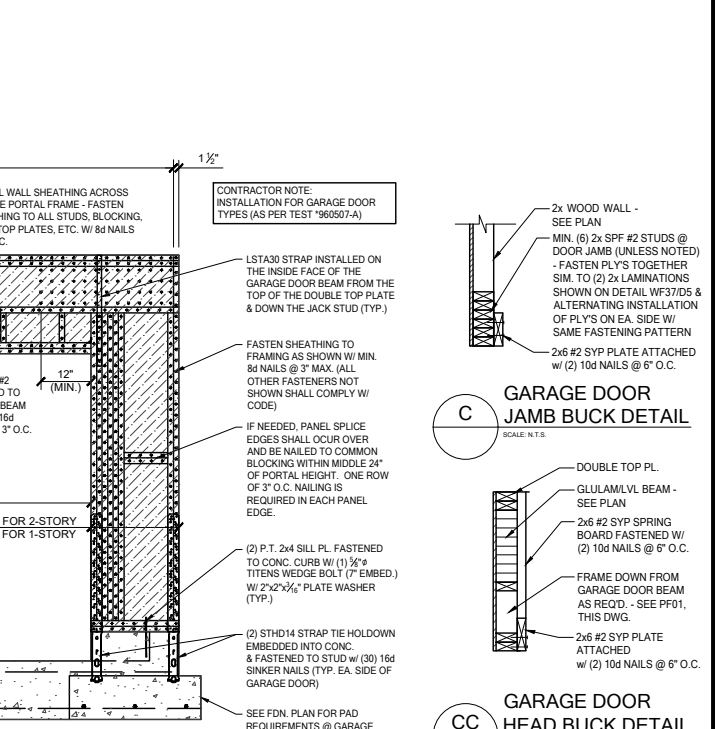 1 ½"
L WALL SHEATHING ACROSS
E PORTAL FRAME - FASTEN
HING TO ALL STUDS, BLOCKING,
TOP PLATES, ETC. W/ 8d NAILS
C.
CONTRACTOR NOTE:
INSTALLATION FOR GARAGE DOOR
TYPES (AS PER TEST *960507-A)
LSTA30 STRAP INSTALLED ON
THE INSIDE FACE OF THE
GARAGE DOOR BEAM FROM THE
TOP OF THE DOUBLE TOP PLATE
& DOWN THE JACK STUD (TYP.)
FASTEN SHEATHING TO
FRAMING AS SHOWN W/ MIN.
8d NAILS @ 3" MAX. (ALL
OTHER FASTENERS NOT
SHOWN SHALL COMPLY W/
CODE)
12"
(MIN.)
#2
D TO
BEAM
16d
3" O.C.
IF NEEDED, PANEL SPLICE
EDGES SHALL OCUR OVER
AND BE NAILED TO COMMON
BLOCKING WITHIN MIDDLE 24"
OF PORTAL HEIGHT. ONE ROW
OF 3" O.C. NAILING IS
REQUIRED IN EACH PANEL
EDGE.
FOR 2-STORY
FOR 1-STORY
(2) P.T. 2x4 SILL PL. FASTENED
TO CONC. CURB W/ (1) 5⁄8"ø
TITENS WEDGE BOLT (7" EMBED.)
W/ 2"x2"x3⁄16" PLATE WASHER
(TYP.)
(2) STHD14 STRAP TIE HOLDOWN
EMBEDDED INTO CONC.
& FASTENED TO STUD w/ (30) 16d
SINKER NAILS (TYP. EA. SIDE OF
GARAGE DOOR)
SEE FDN. PLAN FOR PAD
REQUIREMENTS @ GARAGE
2x WOOD WALL -
SEE PLAN
MIN. (6) 2x SPF #2 STUDS @
DOOR JAMB (UNLESS NOTED)
- FASTEN PLY'S TOGETHER
SIM. TO (2) 2x LAMINATIONS
SHOWN ON DETAIL WF37/D5 &
ALTERNATING INSTALLATION
OF PLY'S ON EA. SIDE W/
SAME FASTENING PATTERN
2x6 #2 SYP PLATE ATTACHED
w/ (2) 10d NAILS @ 6" O.C.
C
GARAGE DOOR
JAMB BUCK DETAIL
SCALE: N.T.S.
DOUBLE TOP PL.
GLULAM/LVL BEAM -
SEE PLAN
2x6 #2 SYP SPRING
BOARD FASTENED W/
(2) 10d NAILS @ 6" O.C.
FRAME DOWN FROM
GARAGE DOOR BEAM
AS REQ'D. - SEE PF01,
THIS DWG.
2x6 #2 SYP PLATE
ATTACHED
w/ (2) 10d NAILS @ 6" O.C.
CC
GARAGE DOOR
HEAD BUCK DETAIL